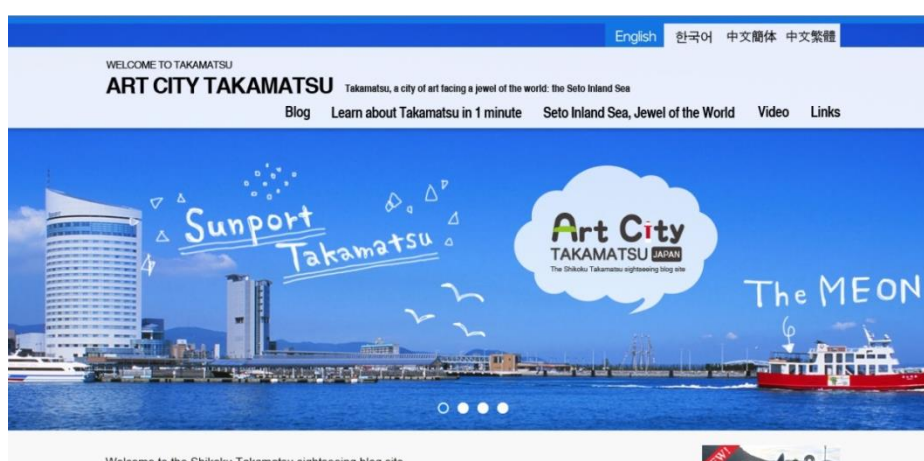 English 한국어 中文簡体 中文繁體
WELCOME TO TAKAMATSU
ART CITY TAKAMATSU Takamatsu, a city of art facing a jewel of the world: the Seto Inland Sea
Blog Learn about Takamatsu in 1 minute Seto Inland Sea, Jewel of the World Video Links
Sunport
Takamatsu
Art City
TAKAMATSU JAPAN
The Shikoku Takamatsu sightseeing blog site
The MEON
Welcome to the Shikoku Takamatsu sightseeing blog site